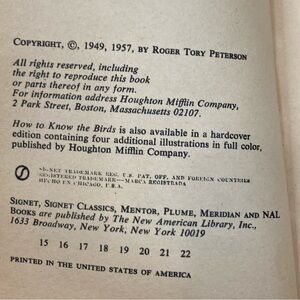 COPYRIGHT, ©, 1949, 1957, BY ROGER TORY PETERSON
All rights reserved, including
the right to reproduce this book
or parts thereof in any form.
For information address Houghton Mifflin Company,
2 Park Street, Boston, Massachusetts 02107.
How to Know the Birds is also available in a hardcover
edition containing four additional illustrations in full color,
published by Houghton Mifflin Company.
SIGNET TRADEMARK REG. U.S. PAT. OFF. AND FOREIGN COUNTRIES
REGISTERED TRADEMARK—MARCA REGISTRADA
HECHO EN CHICAGO, U.S.A.
SIGNET, SIGNET CLASSICS, MENTOR, PLUME, MERIDIAN AND NAL
BOOKS are published by The New American Library, Inc.,
1633 Broadway, New York, New York 10019
15 16 17 18 19 20 21 22
PRINTED IN THE UNITED STATES OF AMERICA